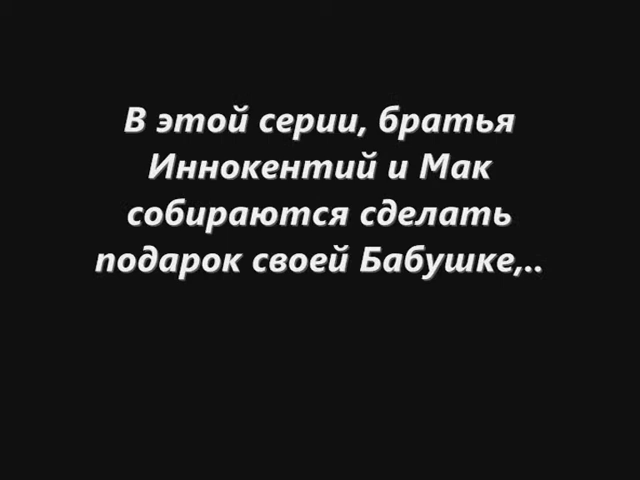 В этой серии, братья
Иннокентий и Мак
собираются сделать
подарок своей Бабушке,..